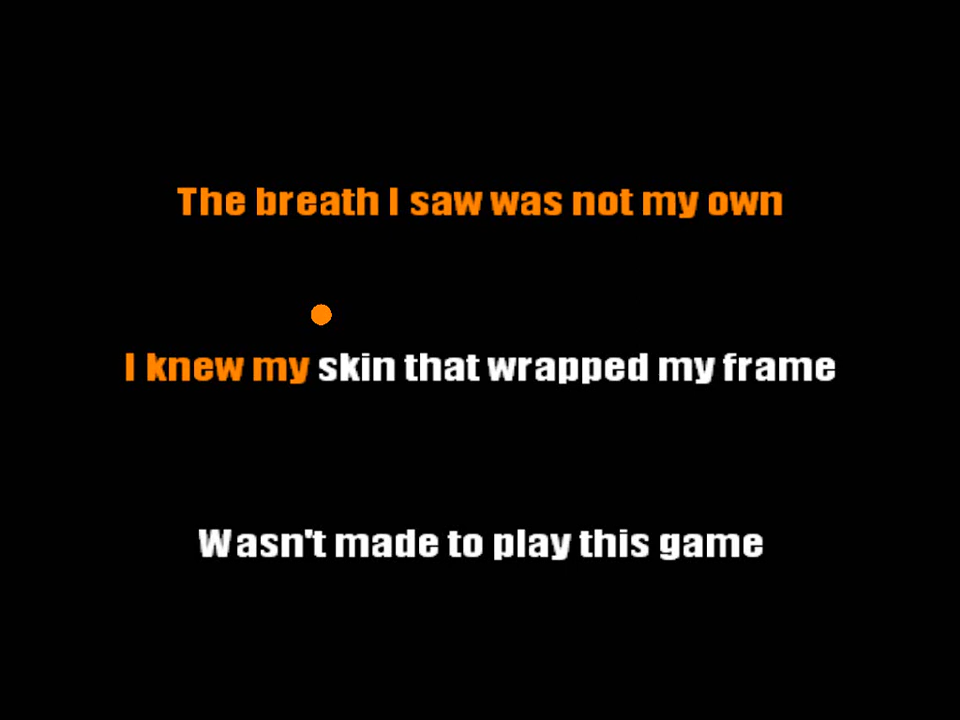 The breath I saw was not my own
I knew my skin that wrapped my frame
Wasn't made to play this game